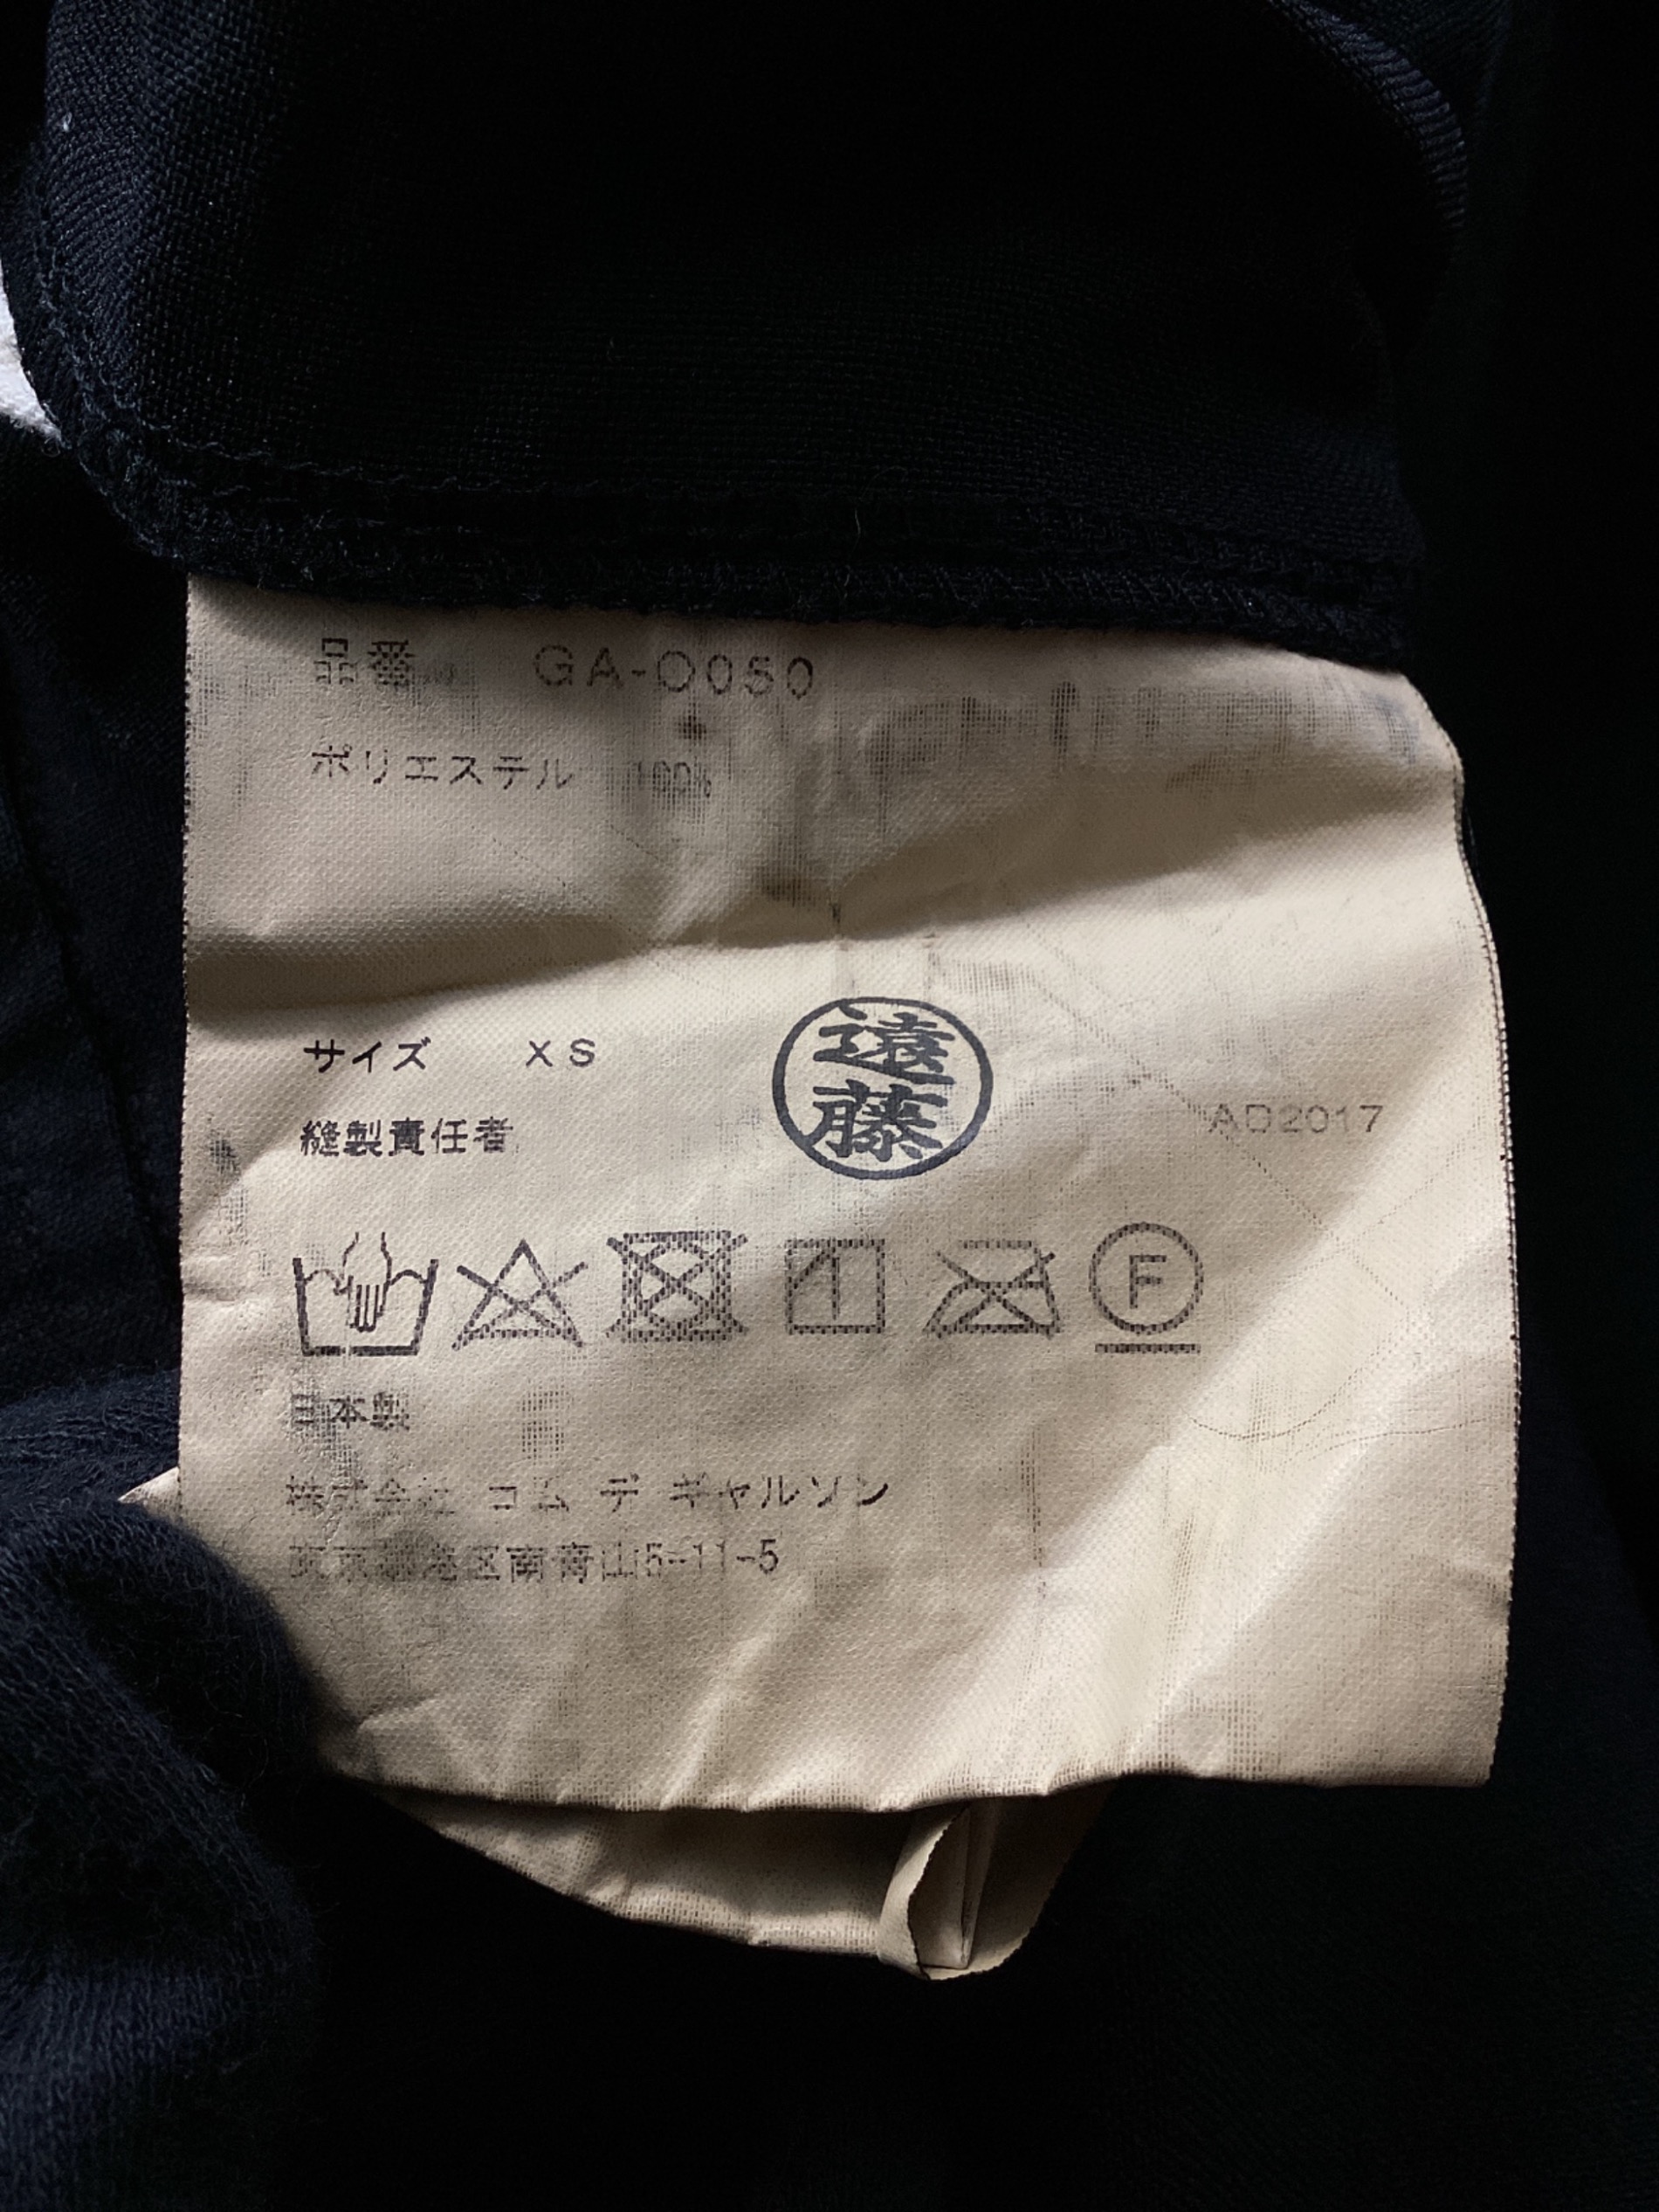 品番 GA-O050
ポリエステル 100%
サイズ XS
遠藤
縫製責任者
AD2017
1
F
日本製
株式会社 コム デ ギャルソン
東京都港区南青山5-11-5